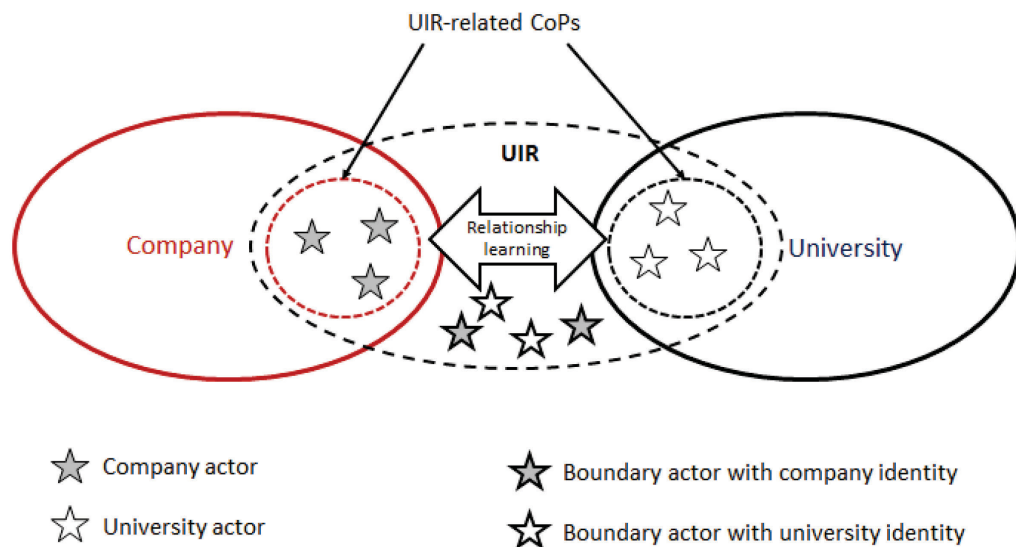 UIR-related CoPs
UIR
Company
Relationship
learning
University
Company actor
Boundary actor with company identity
University actor
Boundary actor with university identity